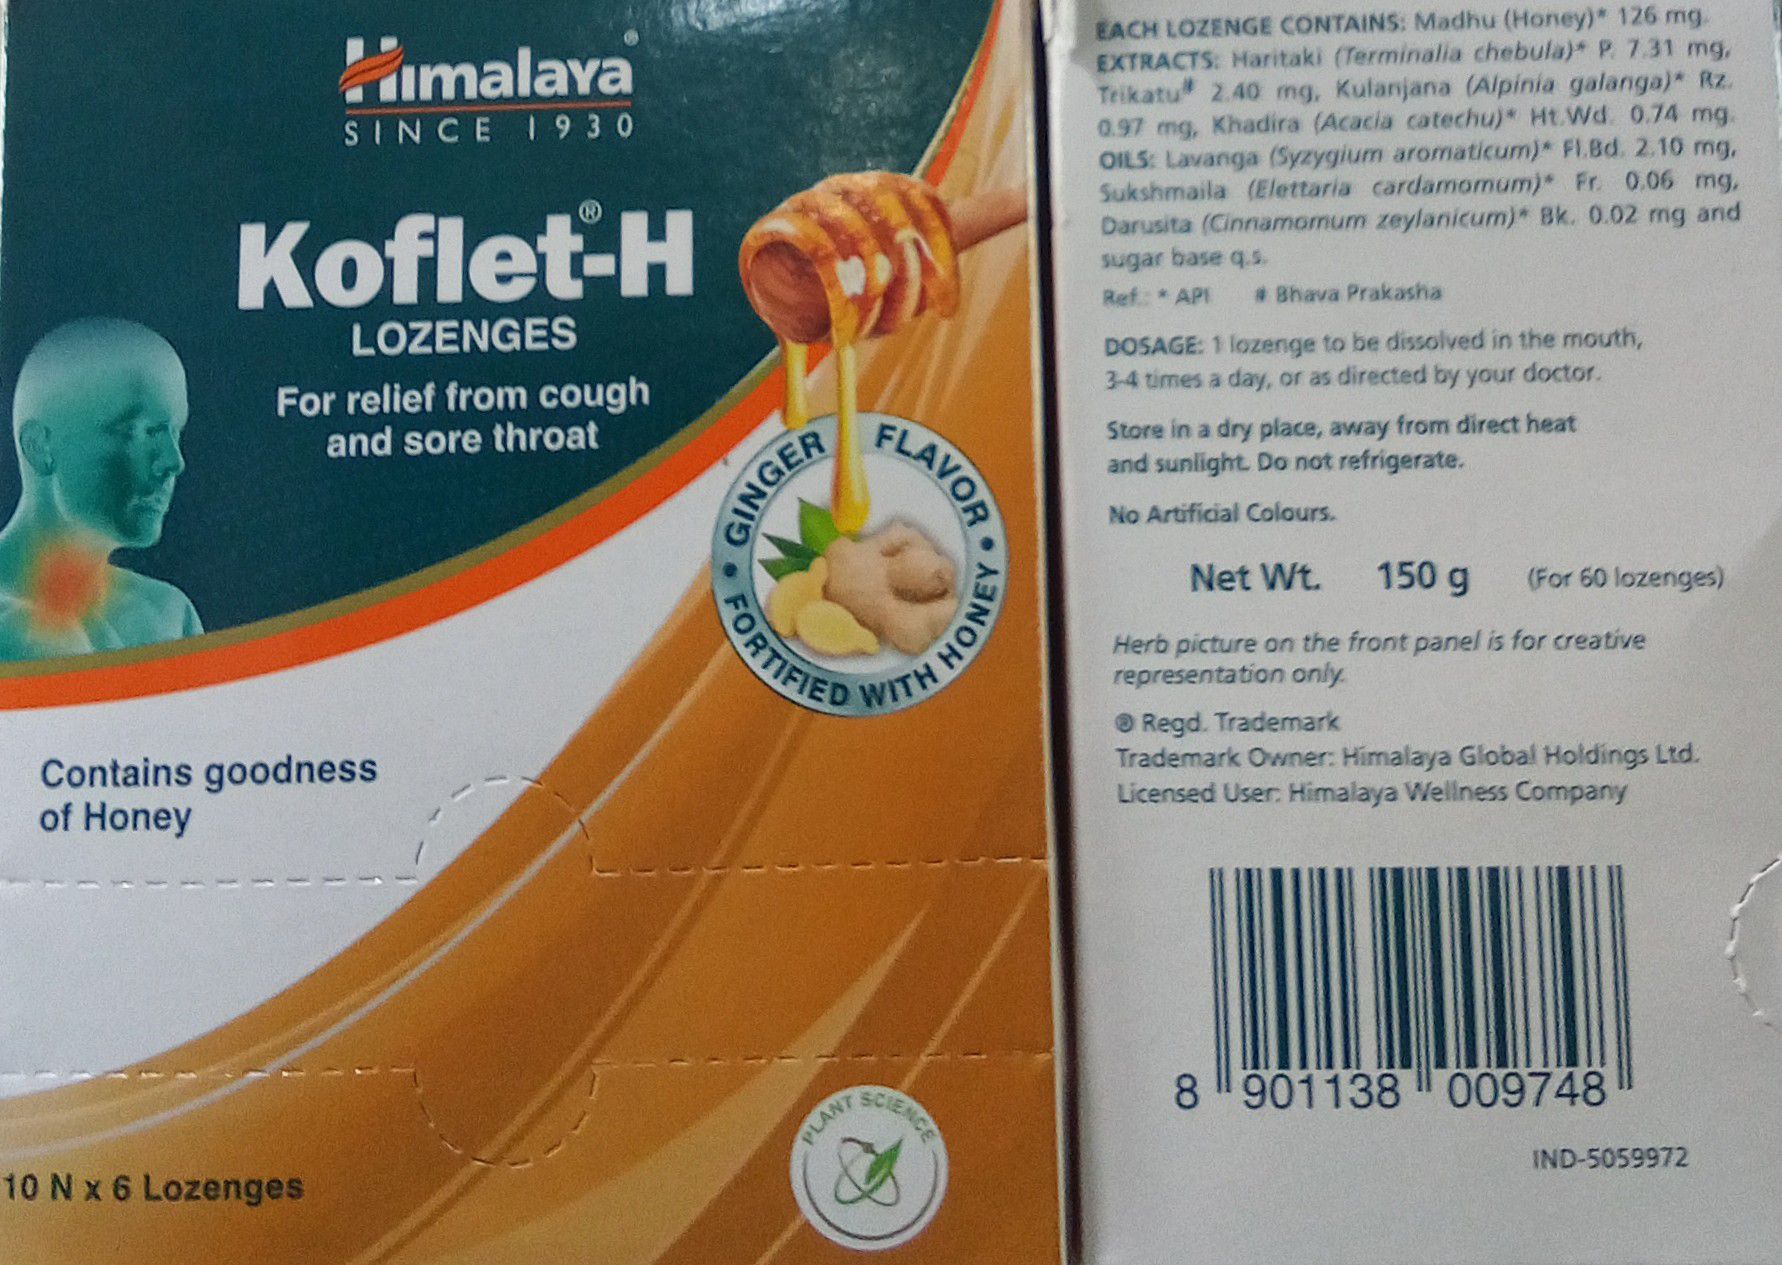 Himalaya®
SINCE 1930
Koflet®-H
LOZENGES
For relief from cough
and sore throat
GINGER FLAVOR
• FORTIFIED WITH HONEY •
Contains goodness
of Honey
10 N x 6 Lozenges
PLANT SCIENCE
EACH LOZENGE CONTAINS: Madhu (Honey)* 126 mg.
EXTRACTS: Haritaki (Terminalia chebula)* P. 7.31 mg,
Trikatu# 2.40 mg, Kulanjana (Alpinia galanga)* Rz.
0.97 mg, Khadira (Acacia catechu)* Ht.Wd. 0.74 mg.
OILS: Lavanga (Syzygium aromaticum)* Fl.Bd. 2.10 mg,
Sukshmaila (Elettaria cardamomum)* Fr. 0.06 mg,
Darusita (Cinnamomum zeylanicum)* Bk. 0.02 mg and
sugar base q.s.
Ref.: * API # Bhava Prakasha
DOSAGE: 1 lozenge to be dissolved in the mouth,
3-4 times a day, or as directed by your doctor.
Store in a dry place, away from direct heat
and sunlight. Do not refrigerate.
No Artificial Colours.
Net Wt. 150 g (For 60 lozenges)
Herb picture on the front panel is for creative
representation only.
® Regd. Trademark
Trademark Owner: Himalaya Global Holdings Ltd.
Licensed User: Himalaya Wellness Company
8 901138 009748
IND-5059972